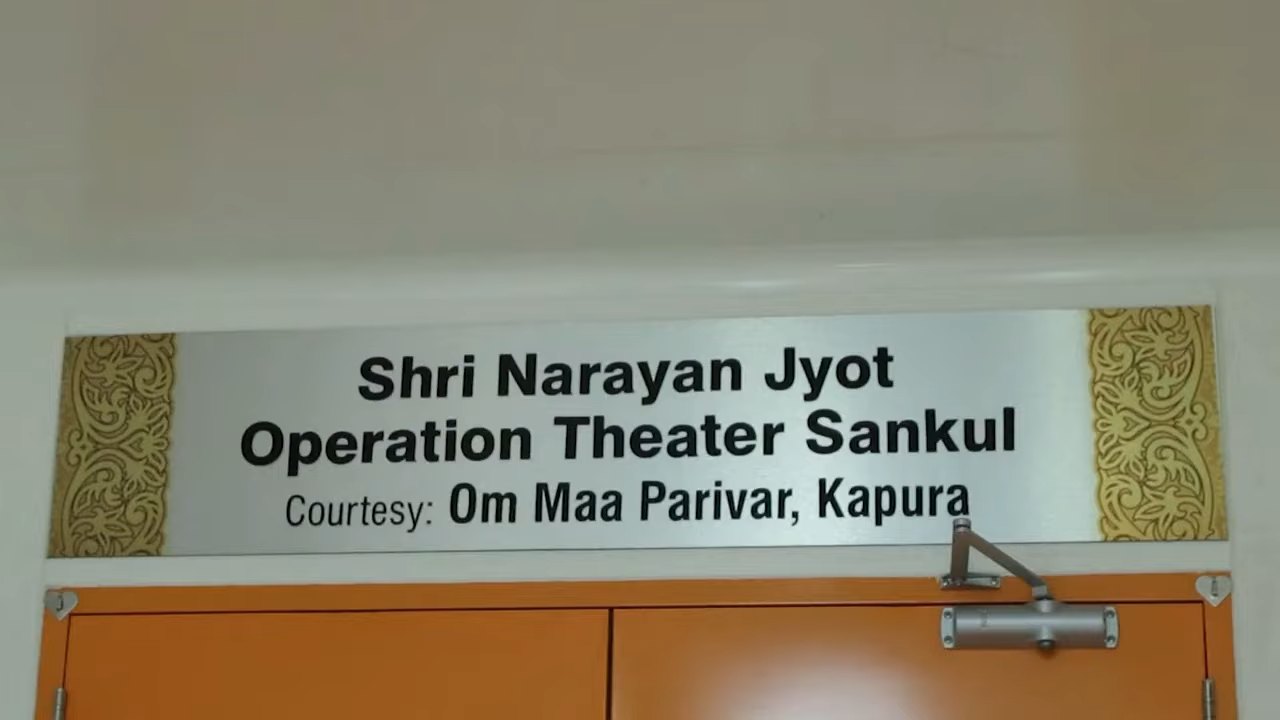 Shri Narayan Jyot
Operation Theater Sankul
Courtesy: Om Maa Parivar, Kapura